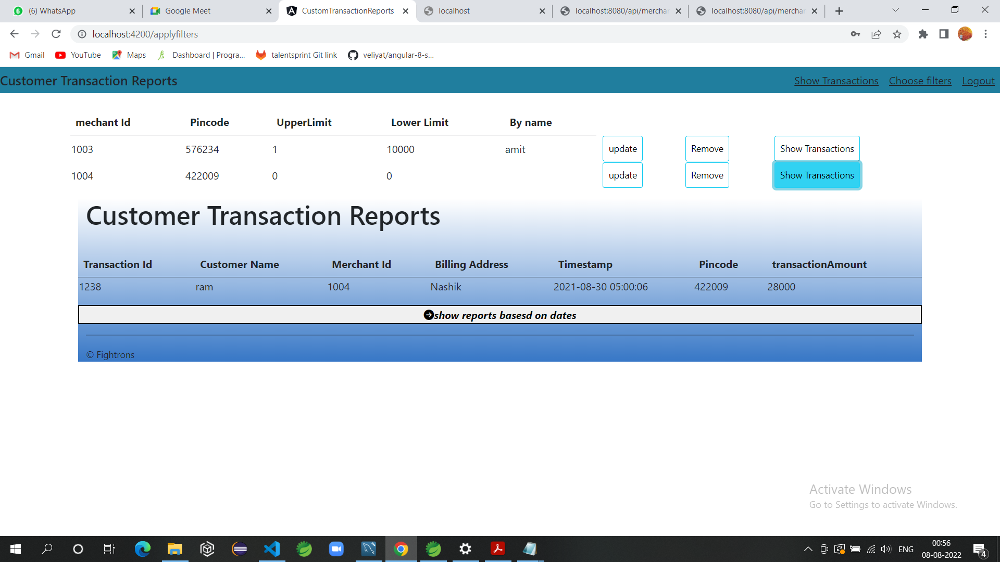 (6) WhatsApp
Google Meet
CustomTransactionReports
localhost
localhost:8080/api/mercha
localhost:8080/api/mercha
localhost:4200/applyfilters
Gmail
YouTube
Maps
Dashboard | Progra...
talentsprint Git link
veliyat/angular-8-s...
Customer Transaction Reports
Show Transactions Choose filters Logout
mechant Id Pincode UpperLimit Lower Limit By name
1003 576234 1 10000 amit update Remove Show Transactions
1004 422009 0 0 update Remove Show Transactions
Customer Transaction Reports
Transaction Id Customer Name Merchant Id Billing Address Timestamp Pincode transactionAmount
1238 ram 1004 Nashik 2021-08-30 05:00:06 422009 28000
show reports basesd on dates
© Fightrons
Activate Windows
Go to Settings to activate Windows.
ENG
00:56
08-08-2022
4